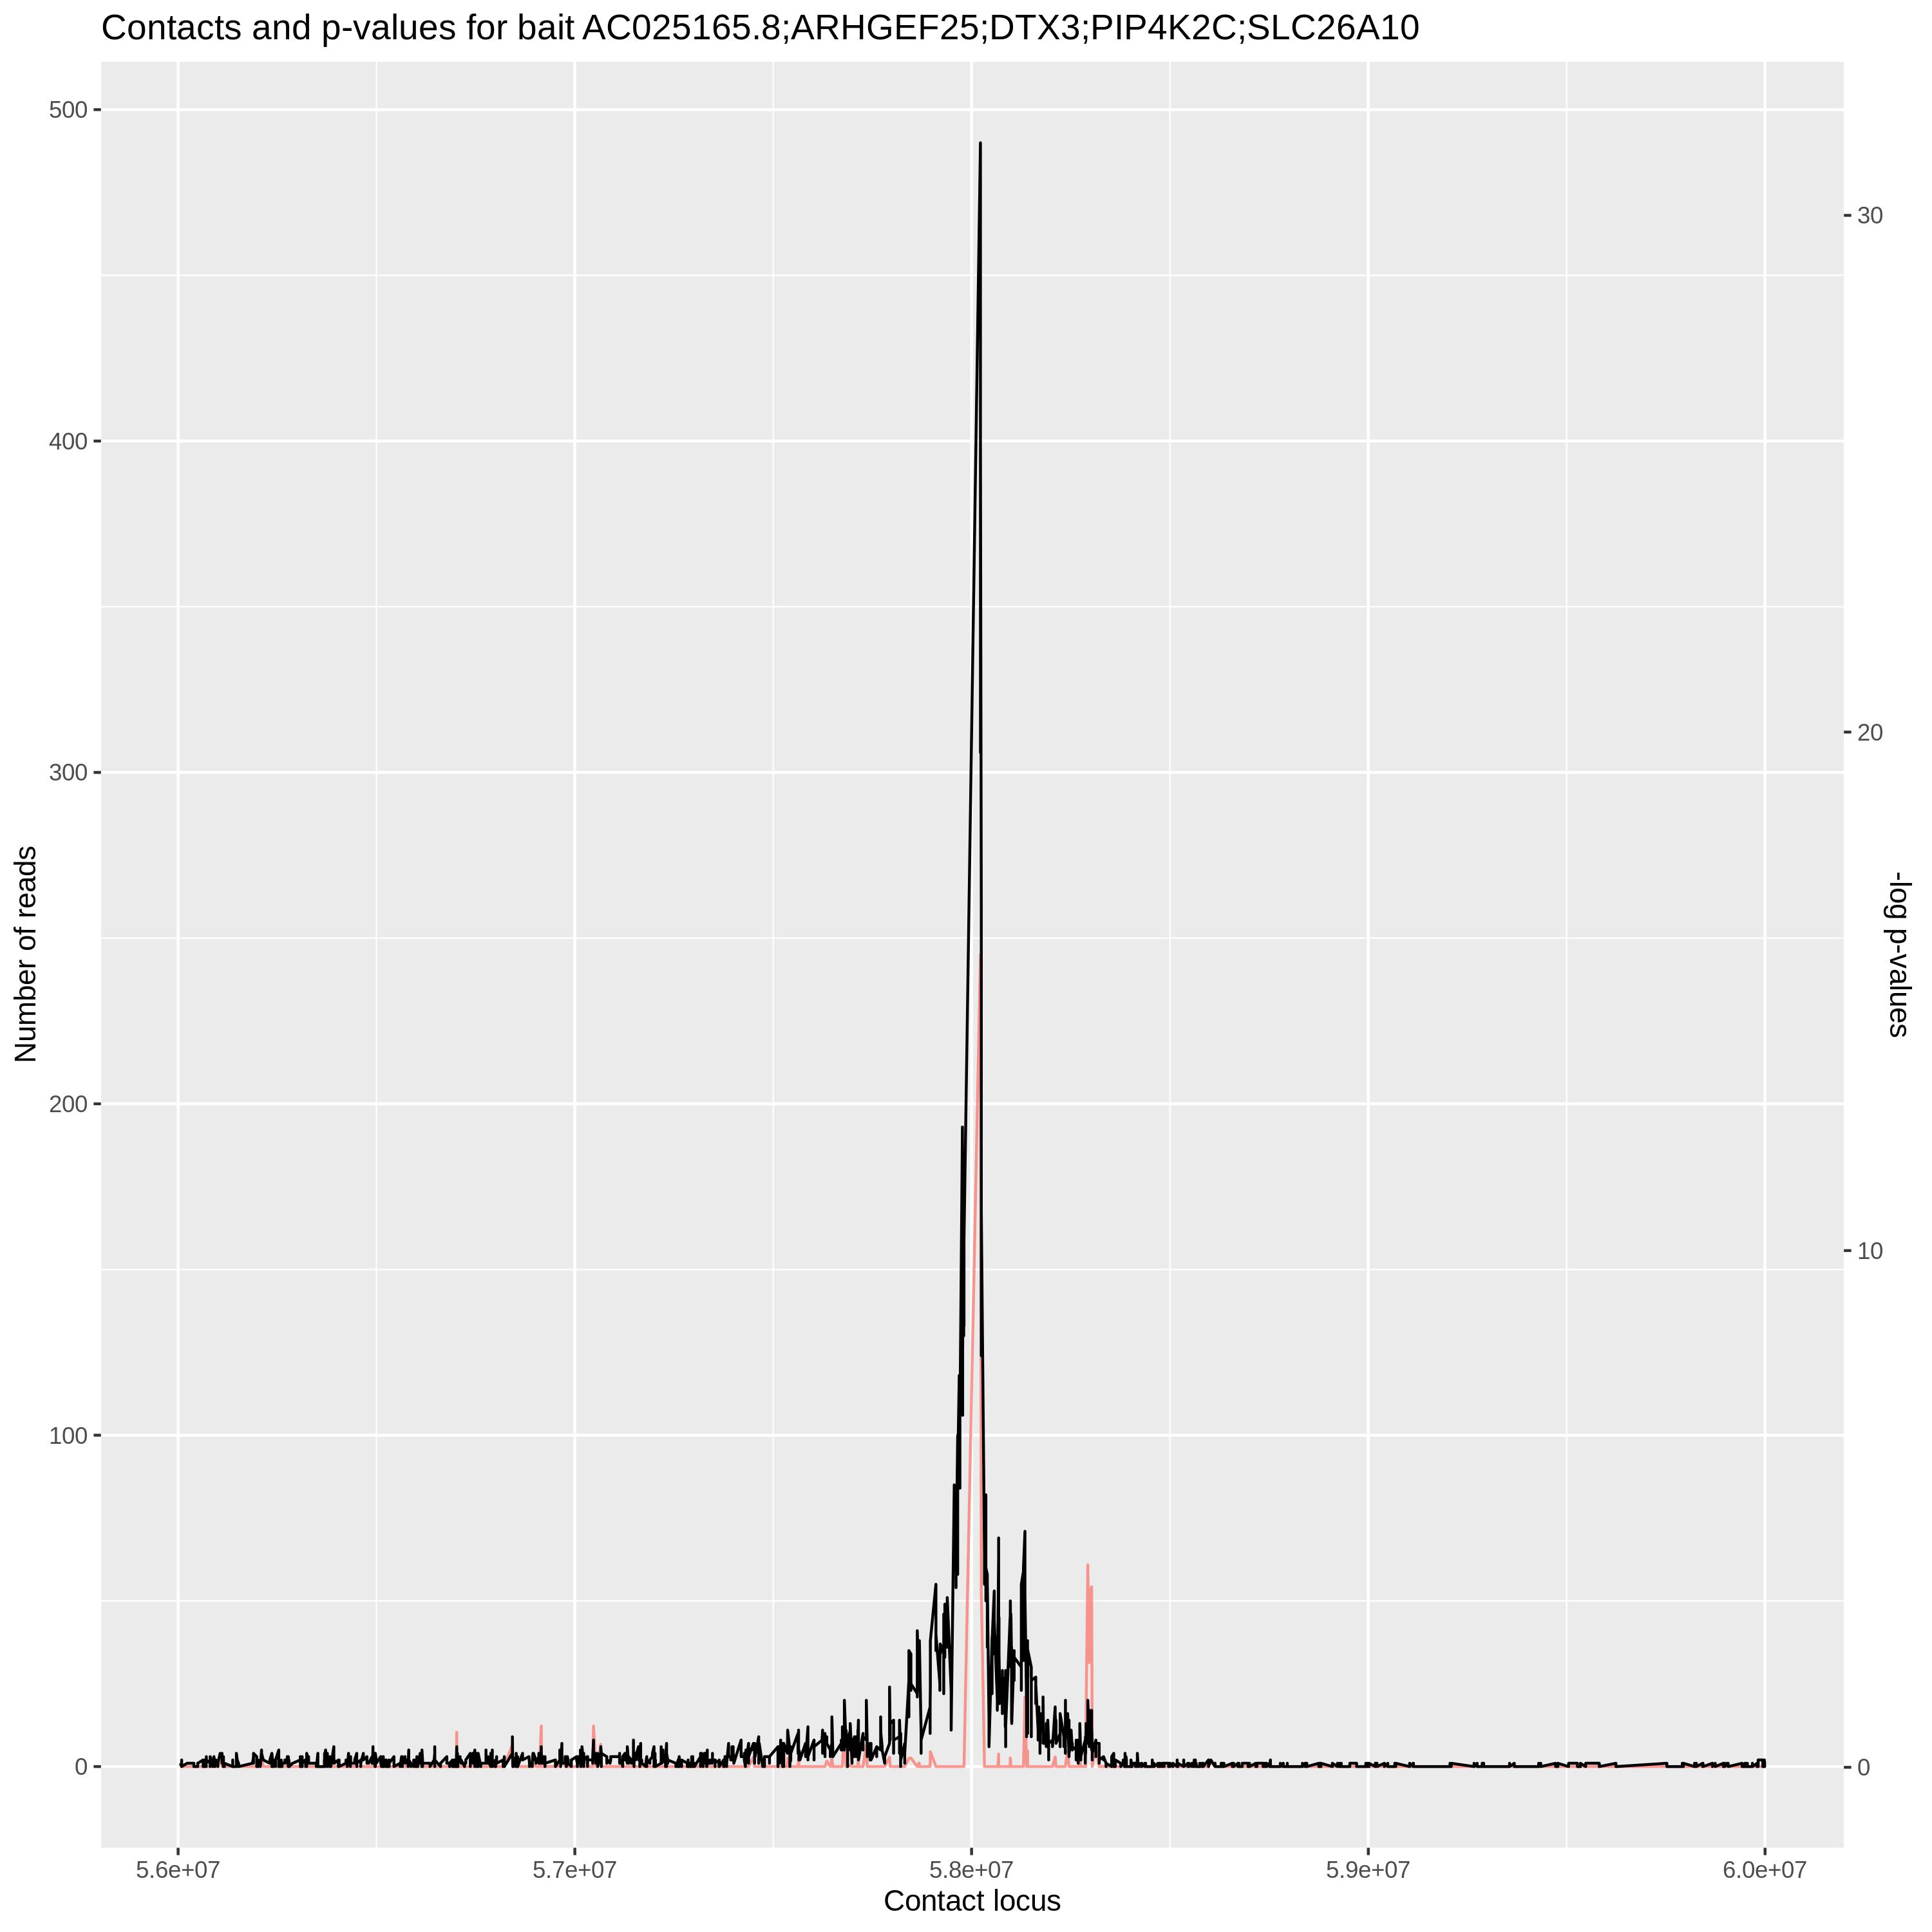 Contacts and p-values for bait AC025165.8;ARHGEF25;DTX3;PIP4K2C;SLC26A10
500
400
300
200
100
0
Number of reads
30
20
10
0
-log p-values
5.6e+07
5.7e+07
5.8e+07
5.9e+07
6.0e+07
Contact locus